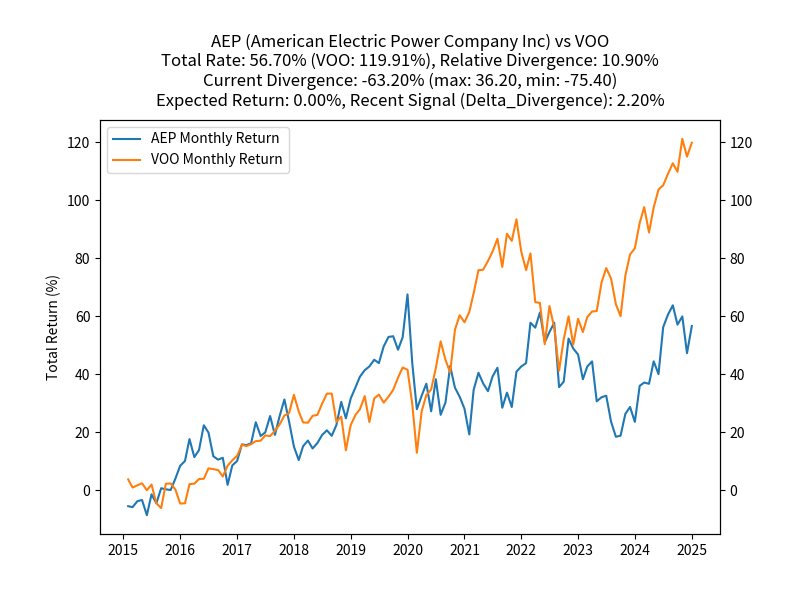 AEP (American Electric Power Company Inc) vs VOO
Total Rate: 56.70% (VOO: 119.91%), Relative Divergence: 10.90%
Current Divergence: -63.20% (max: 36.20, min: -75.40)
Expected Return: 0.00%, Recent Signal (Delta_Divergence): 2.20%
AEP Monthly Return
VOO Monthly Return
Total Return (%)
120 120
100 100
80 80
60 60
40 40
20 20
0 0
2015 2016 2017 2018 2019 2020 2021 2022 2023 2024 2025